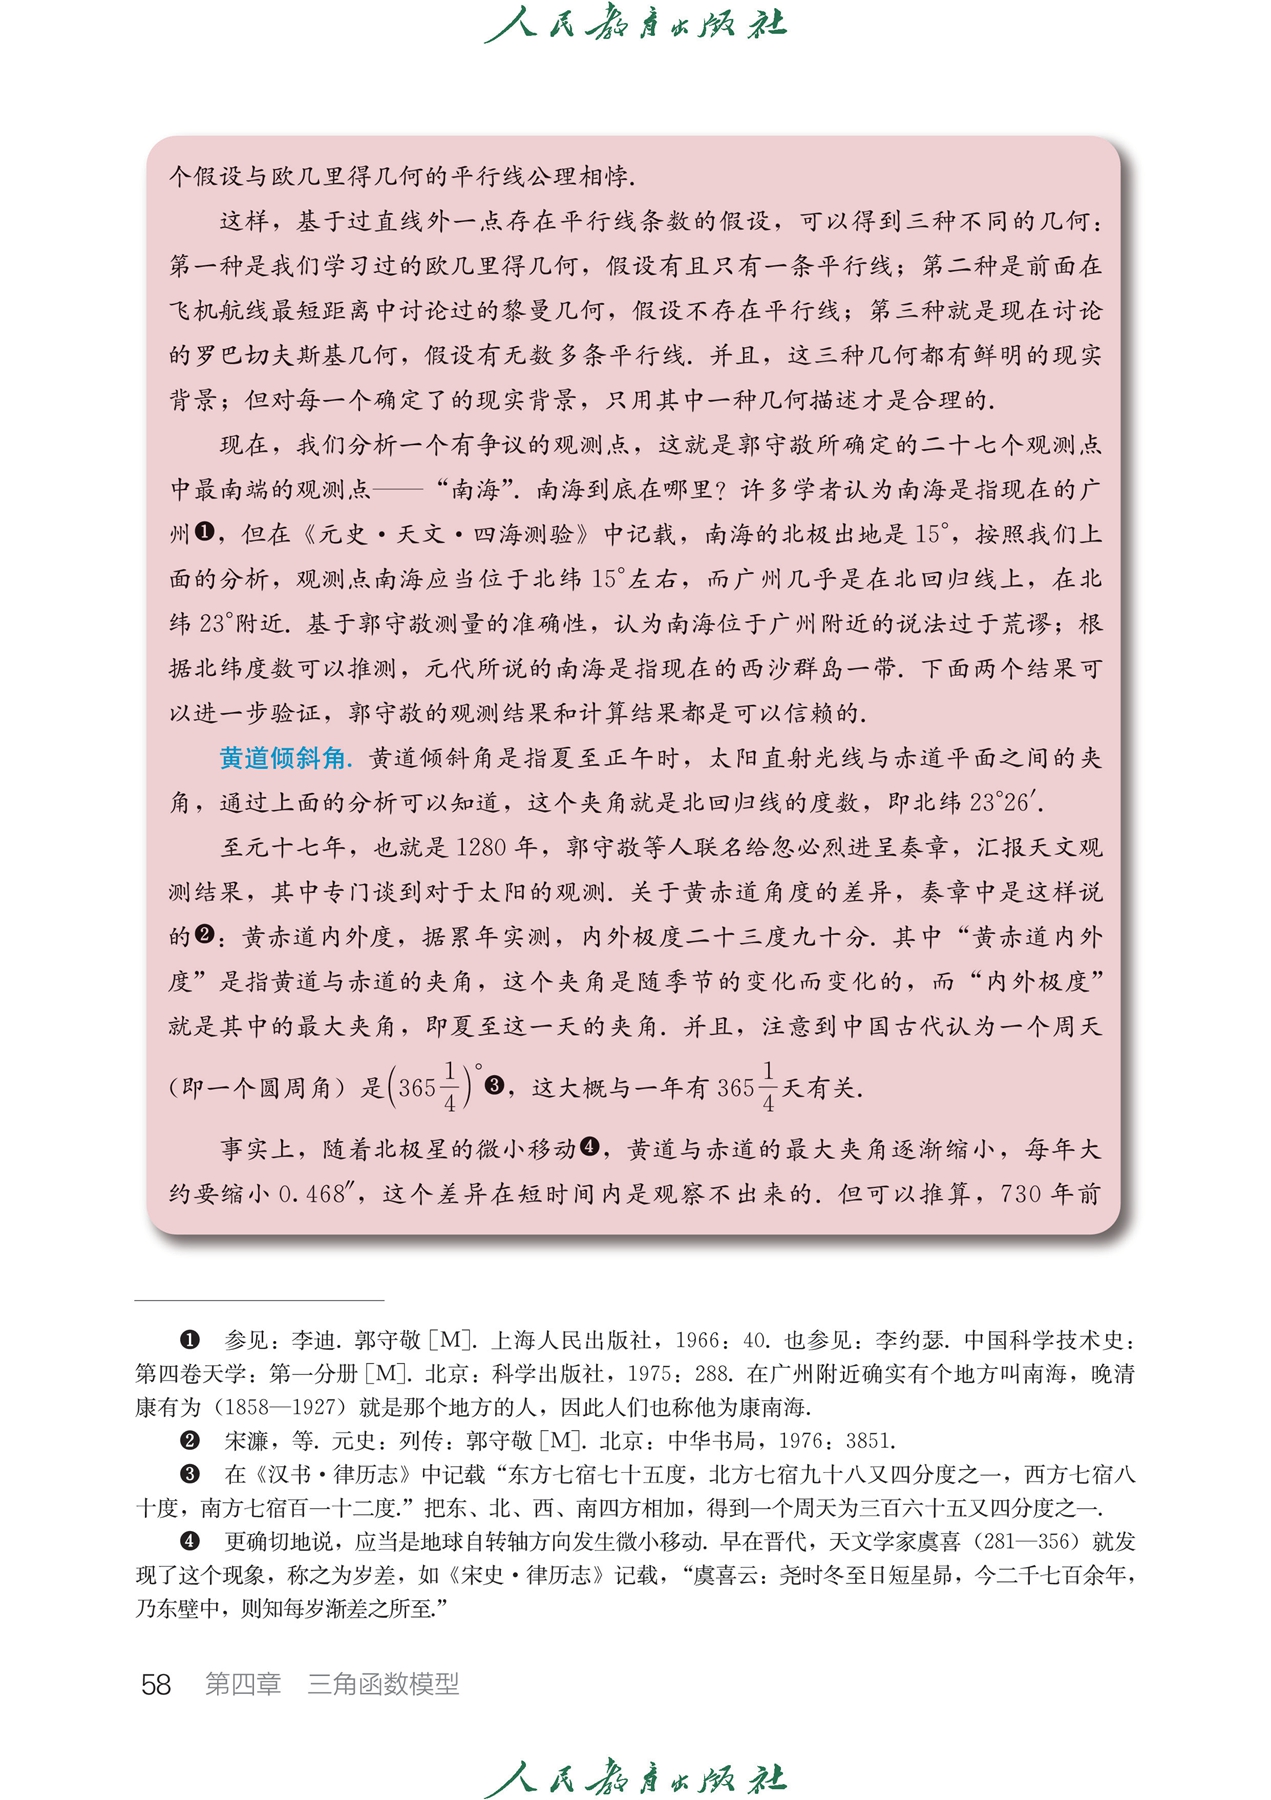 人民教育出版社
个假设与欧几里得几何的平行线公理相悖.
这样，基于过直线外一点存在平行线条数的假设，可以得到三种不同的几何：
第一种是我们学习过的欧几里得几何，假设有且只有一条平行线；第二种是前面在
飞机航线最短距离中讨论过的黎曼几何，假设不存在平行线；第三种就是现在讨论
的罗巴切夫斯基几何，假设有无数多条平行线. 并且，这三种几何都有鲜明的现实
背景；但对每一个确定了的现实背景，只用其中一种几何描述才是合理的.
现在，我们分析一个有争议的观测点，这就是郭守敬所确定的二十七个观测点
中最南端的观测点——“南海”. 南海到底在哪里？许多学者认为南海是指现在的广
州❶，但在《元史·天文·四海测验》中记载，南海的北极出地是 15°，按照我们上
面的分析，观测点南海应当位于北纬 15°左右，而广州几乎是在北回归线上，在北
纬 23°附近. 基于郭守敬测量的准确性，认为南海位于广州附近的说法过于荒谬；根
据北纬度数可以推测，元代所说的南海是指现在的西沙群岛一带. 下面两个结果可
以进一步验证，郭守敬的观测结果和计算结果都是可以信赖的.
黄道倾斜角. 黄道倾斜角是指夏至正午时，太阳直射光线与赤道平面之间的夹
角，通过上面的分析可以知道，这个夹角就是北回归线的度数，即北纬 23°26′.
至元十七年，也就是 1280 年，郭守敬等人联名给忽必烈进呈奏章，汇报天文观
测结果，其中专门谈到对于太阳的观测. 关于黄赤道角度的差异，奏章中是这样说
的❷：黄赤道内外度，据累年实测，内外极度二十三度九十分. 其中“黄赤道内外
度”是指黄道与赤道的夹角，这个夹角是随季节的变化而变化的，而“内外极度”
就是其中的最大夹角，即夏至这一天的夹角. 并且，注意到中国古代认为一个周天
（即一个圆周角）是(365 1/4)°❸，这大概与一年有 365 1/4 天有关.
事实上，随着北极星的微小移动❹，黄道与赤道的最大夹角逐渐缩小，每年大
约要缩小 0.468″，这个差异在短时间内是观察不出来的. 但可以推算，730 年前
❶ 参见：李迪. 郭守敬［M］. 上海人民出版社，1966：40. 也参见：李约瑟. 中国科学技术史：
第四卷天学：第一分册［M］. 北京：科学出版社，1975：288. 在广州附近确实有个地方叫南海，晚清
康有为（1858—1927）就是那个地方的人，因此人们也称他为康南海.
❷ 宋濂，等. 元史：列传：郭守敬［M］. 北京：中华书局，1976：3851.
❸ 在《汉书·律历志》中记载“东方七宿七十五度，北方七宿九十八又四分度之一，西方七宿八
十度，南方七宿百一十二度.”把东、北、西、南四方相加，得到一个周天为三百六十五又四分度之一.
❹ 更确切地说，应当是地球自转轴方向发生微小移动. 早在晋代，天文学家虞喜（281—356）就发
现了这个现象，称之为岁差，如《宋史·律历志》记载，“虞喜云：尧时冬至日短星昴，今二千七百余年，
乃东壁中，则知每岁渐差之所至.”
58 第四章 三角函数模型
人民教育出版社